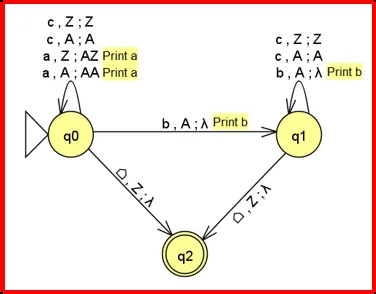 c , Z ; Z
c , A ; A
a , Z ; AZ Print a
a , A ; AA Print a
c , Z ; Z
c , A ; A
b , A ; λ Print b
q0
b , A ; λ Print b
q1
⌂ , Z ; λ
⌂ , Z ; λ
q2